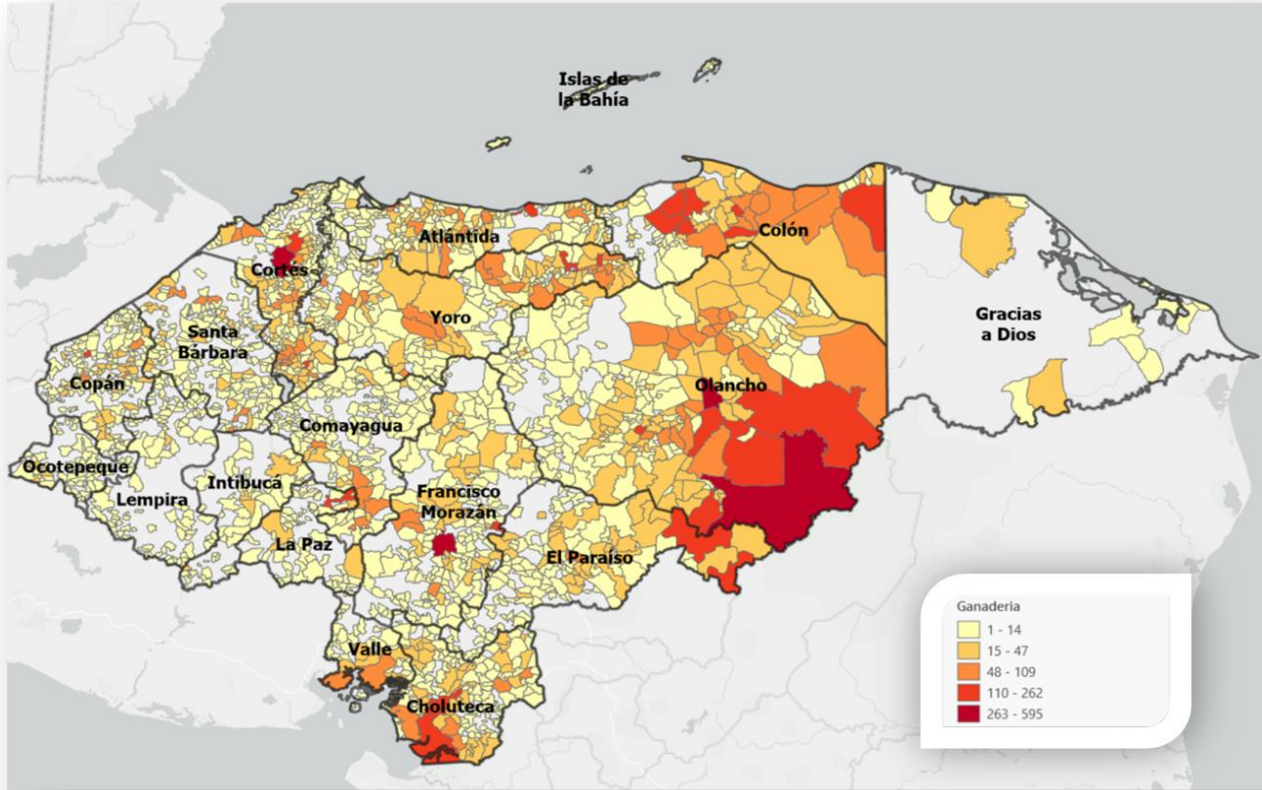 Islas de
la Bahía
Atlántida
Colón
Cortés
Yoro
Gracias
a Dios
Santa
Bárbara
Copán
Olancho
Comayagua
Ocotepeque
Lempira
Intibucá
Francisco
Morazán
La Paz
El Paraíso
Valle
Choluteca
Ganaderia
1 - 14
15 - 47
48 - 109
110 - 262
263 - 595